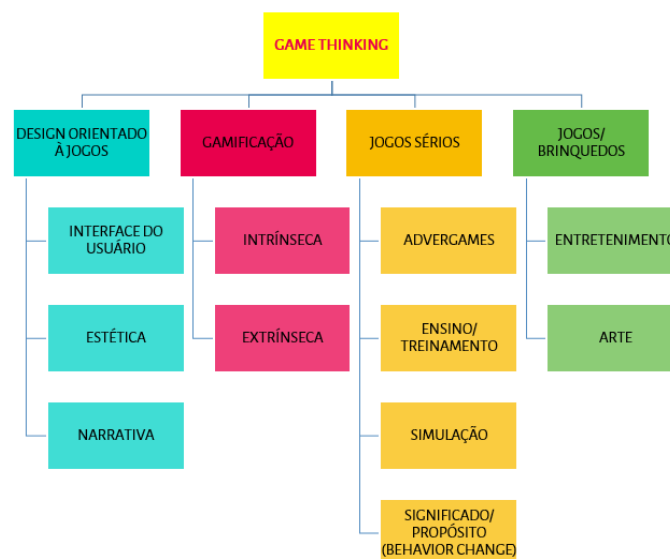 GAME THINKING
DESIGN ORIENTADO
À JOGOS
GAMIFICAÇÃO
JOGOS SÉRIOS
JOGOS/
BRINQUEDOS
INTERFACE DO
USUÁRIO
INTRÍNSECA
ADVERGAMES
ENTRETENIMENTO
ESTÉTICA
EXTRÍNSECA
ENSINO/
TREINAMENTO
ARTE
NARRATIVA
SIMULAÇÃO
SIGNIFICADO/
PROPÓSITO
(BEHAVIOR CHANGE)